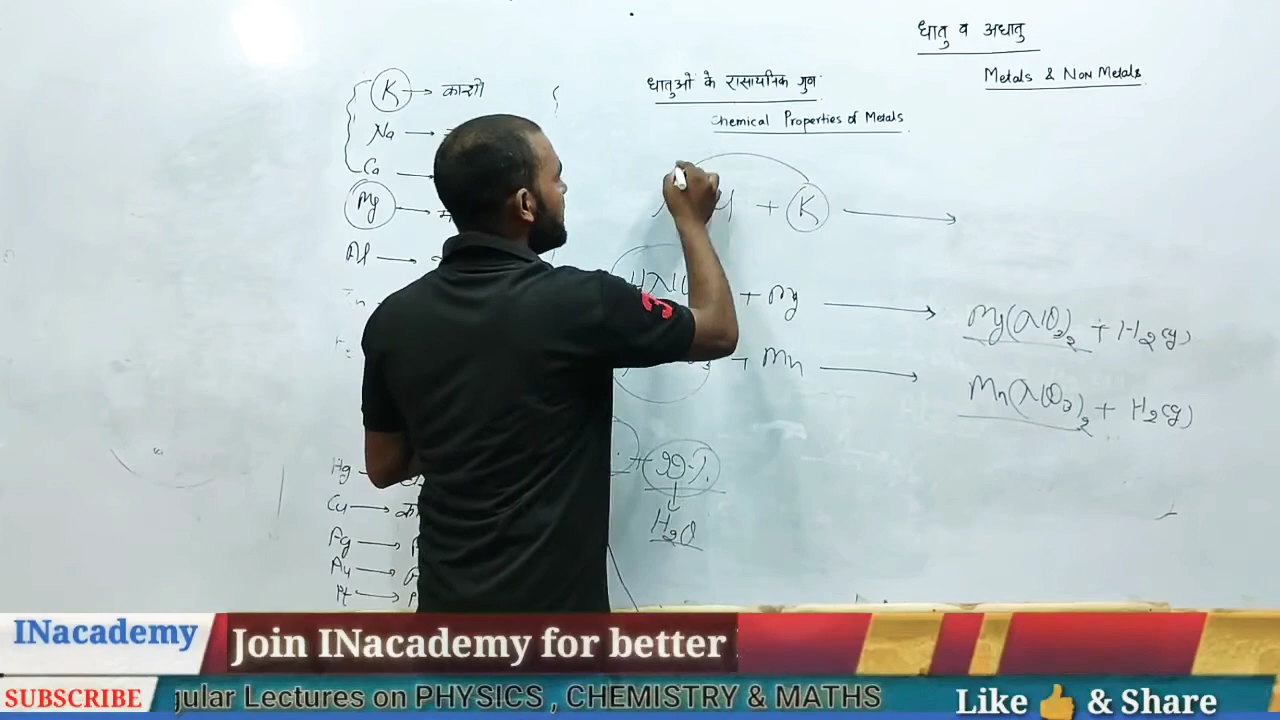 धातु व अधातु
Metals & Non Metals
धातुओं के रासायनिक गुण
Chemical Properties of Metals
K →
Na →
Ca →
Mg →
Al →
Hg
Cu →
Ag →
Au →
Pt →
+ K →
+ Mg → Mg(NO3)2 + H2(g)
+ Mn → Mn(NO3)2 + H2(g)
+ 99%
H2O
3
INacademy
Join INacademy for better
SUBSCRIBE
gular Lectures on PHYSICS , CHEMISTRY & MATHS
Like 👍 & Share